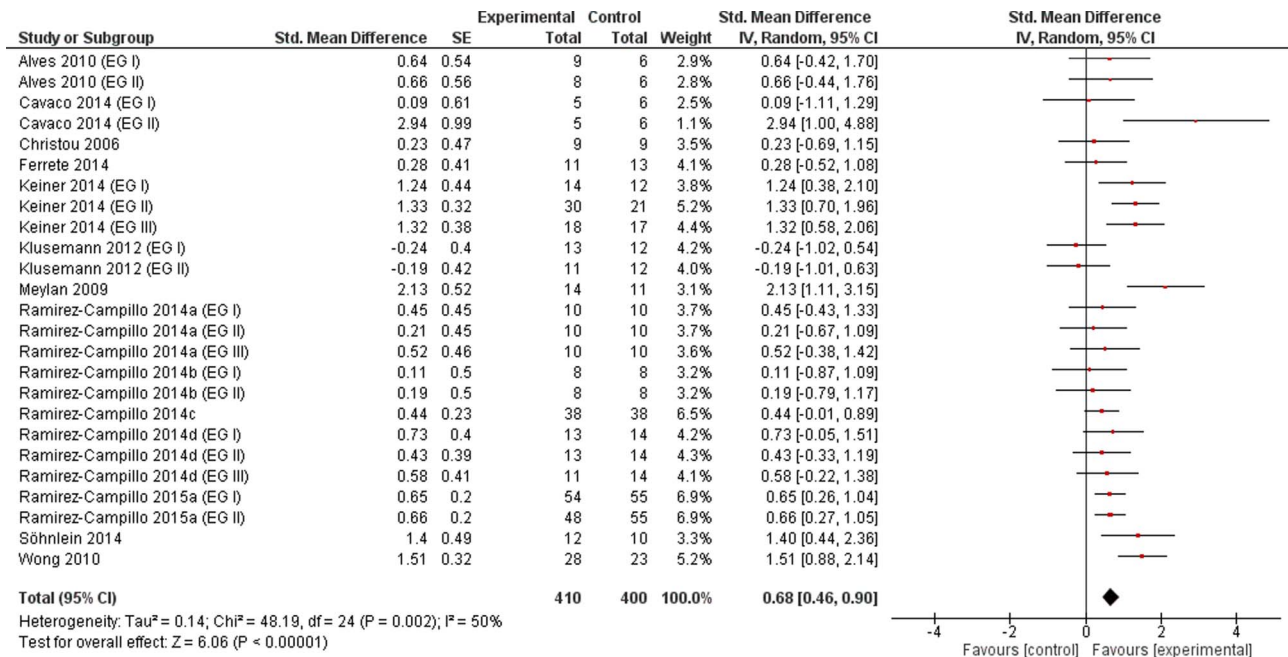 Experimental Control Std. Mean Difference Std. Mean Difference
Study or Subgroup Std. Mean Difference SE Total Total Weight IV, Random, 95% CI IV, Random, 95% CI
Alves 2010 (EG I) 0.64 0.54 9 6 2.9% 0.64 [-0.42, 1.70]
Alves 2010 (EG II) 0.66 0.56 8 6 2.8% 0.66 [-0.44, 1.76]
Cavaco 2014 (EG I) 0.09 0.61 5 6 2.5% 0.09 [-1.11, 1.29]
Cavaco 2014 (EG II) 2.94 0.99 5 6 1.1% 2.94 [1.00, 4.88]
Christou 2006 0.23 0.47 9 9 3.5% 0.23 [-0.69, 1.15]
Ferrete 2014 0.28 0.41 11 13 4.1% 0.28 [-0.52, 1.08]
Keiner 2014 (EG I) 1.24 0.44 14 12 3.8% 1.24 [0.38, 2.10]
Keiner 2014 (EG II) 1.33 0.32 30 21 5.2% 1.33 [0.70, 1.96]
Keiner 2014 (EG III) 1.32 0.38 18 17 4.4% 1.32 [0.58, 2.06]
Klusemann 2012 (EG I) -0.24 0.4 13 12 4.2% -0.24 [-1.02, 0.54]
Klusemann 2012 (EG II) -0.19 0.42 11 12 4.0% -0.19 [-1.01, 0.63]
Meylan 2009 2.13 0.52 14 11 3.1% 2.13 [1.11, 3.15]
Ramirez-Campillo 2014a (EG I) 0.45 0.45 10 10 3.7% 0.45 [-0.43, 1.33]
Ramirez-Campillo 2014a (EG II) 0.21 0.45 10 10 3.7% 0.21 [-0.67, 1.09]
Ramirez-Campillo 2014a (EG III) 0.52 0.46 10 10 3.6% 0.52 [-0.38, 1.42]
Ramirez-Campillo 2014b (EG I) 0.11 0.5 8 8 3.2% 0.11 [-0.87, 1.09]
Ramirez-Campillo 2014b (EG II) 0.19 0.5 8 8 3.2% 0.19 [-0.79, 1.17]
Ramirez-Campillo 2014c 0.44 0.23 38 38 6.5% 0.44 [-0.01, 0.89]
Ramirez-Campillo 2014d (EG I) 0.73 0.4 13 14 4.2% 0.73 [-0.05, 1.51]
Ramirez-Campillo 2014d (EG II) 0.43 0.39 13 14 4.3% 0.43 [-0.33, 1.19]
Ramirez-Campillo 2014d (EG III) 0.58 0.41 11 14 4.1% 0.58 [-0.22, 1.38]
Ramirez-Campillo 2015a (EG I) 0.65 0.2 54 55 6.9% 0.65 [0.26, 1.04]
Ramirez-Campillo 2015a (EG II) 0.66 0.2 48 55 6.9% 0.66 [0.27, 1.05]
Söhnlein 2014 1.4 0.49 12 10 3.3% 1.40 [0.44, 2.36]
Wong 2010 1.51 0.32 28 23 5.2% 1.51 [0.88, 2.14]
Total (95% CI) 410 400 100.0% 0.68 [0.46, 0.90]
Heterogeneity: Tau² = 0.14; Chi² = 48.19, df = 24 (P = 0.002); I² = 50%
Test for overall effect: Z = 6.06 (P < 0.00001)
-4 -2 0 2 4
Favours [control] Favours [experimental]